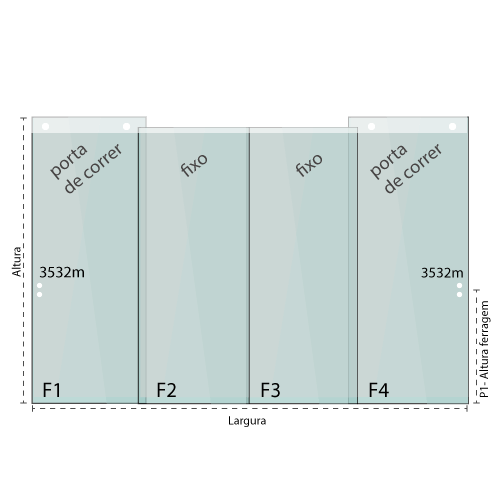 porta
de correr
fixo
fixo
porta
de correr
Altura
3532m
3532m
P1- Altura ferragem
F1
F2
F3
F4
Largura